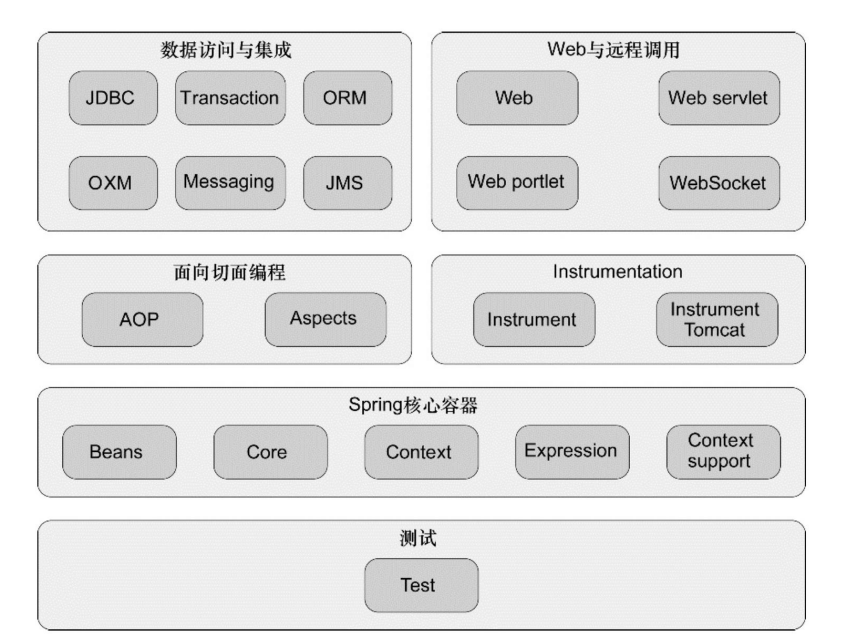 数据访问与集成
JDBC
Transaction
ORM
OXM
Messaging
JMS
Web与远程调用
Web
Web servlet
Web portlet
WebSocket
面向切面编程
AOP
Aspects
Instrumentation
Instrument
Instrument
Tomcat
Spring核心容器
Beans
Core
Context
Expression
Context
support
测试
Test